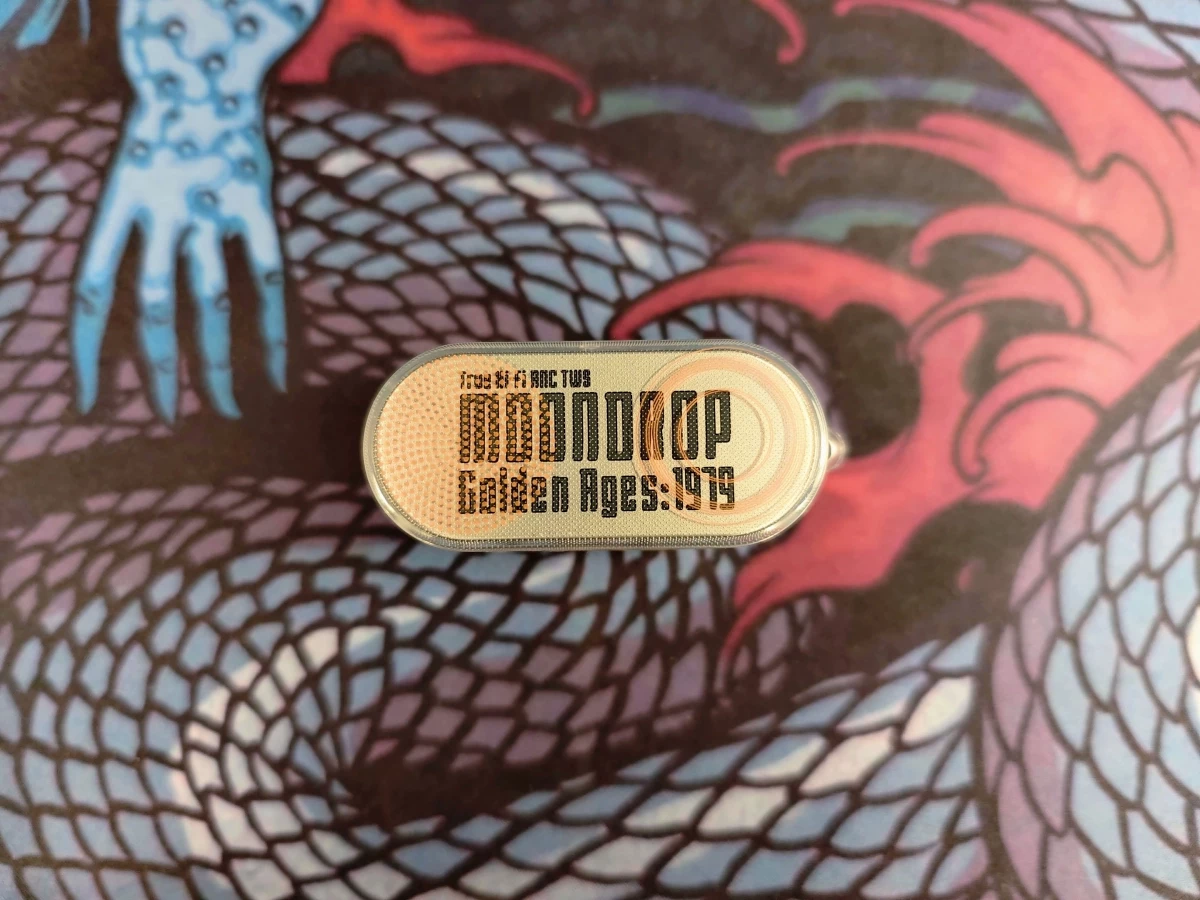 True Hi-Fi ANC TWS
MOONDROP
Golden Ages:1979